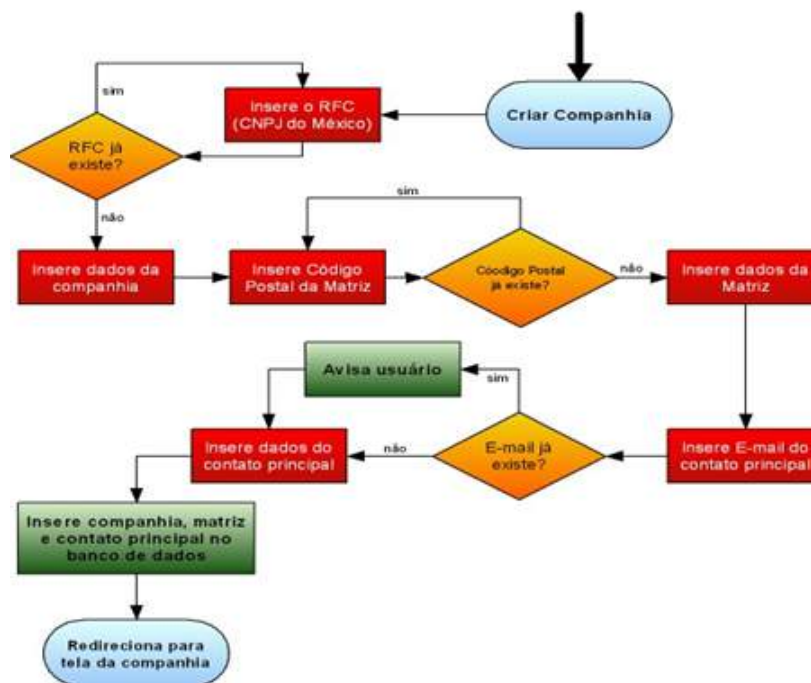 Criar Companhia
Insere o RFC
(CNPJ do México)
sim
RFC já
existe?
não
Insere dados da
companhia
Insere Código
Postal da Matriz
sim
Cóodigo Postal
já existe?
não
Insere dados da
Matriz
Insere E-mail do
contato principal
E-mail já
existe?
sim
Avisa usuário
não
Insere dados do
contato principal
Insere companhia, matriz
e contato principal no
banco de dados
Redireciona para
tela da companhia